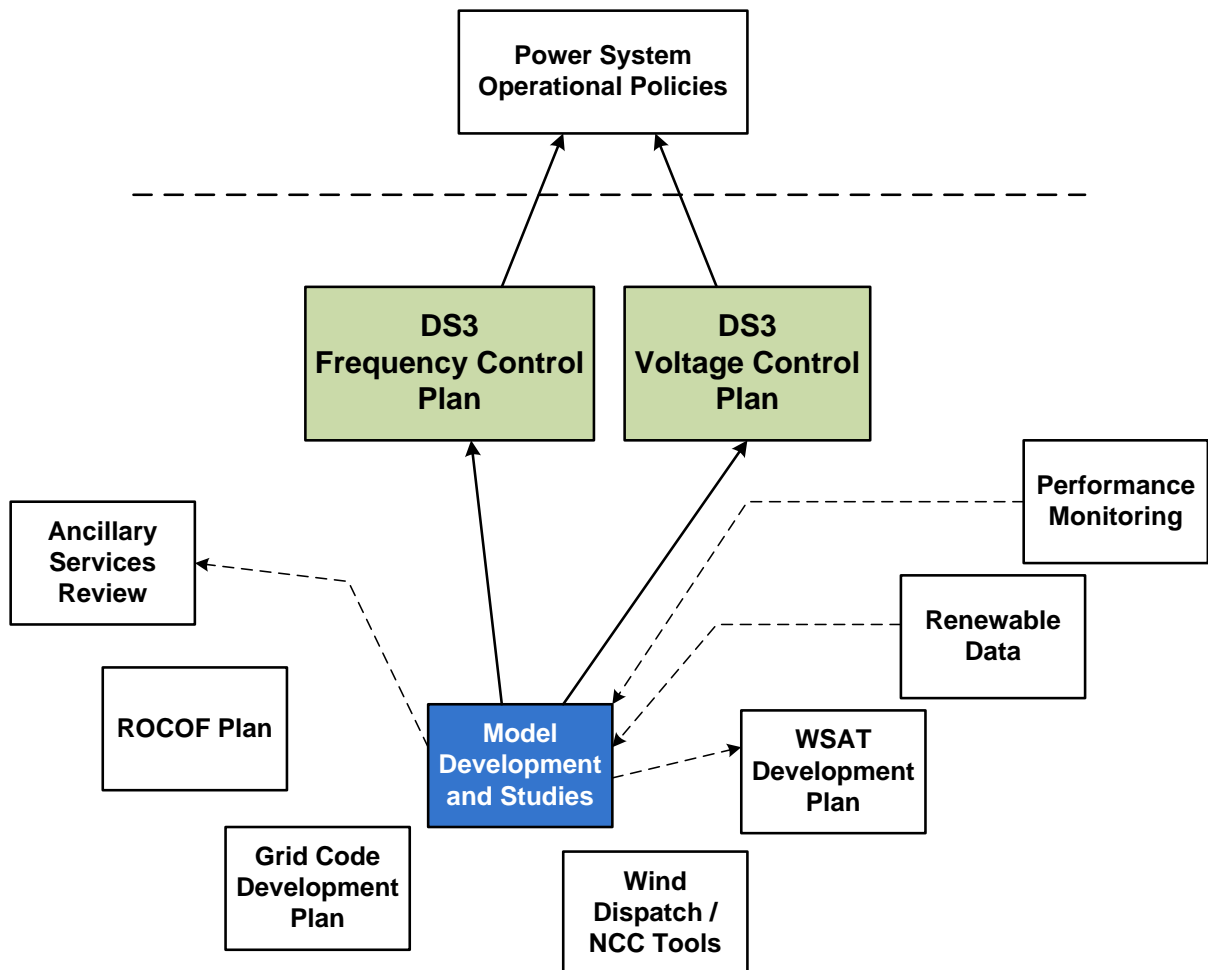 Power System
Operational Policies
DS3
Frequency Control
Plan
DS3
Voltage Control
Plan
Performance
Monitoring
Ancillary
Services
Review
Renewable
Data
ROCOF Plan
Model
Development
and Studies
WSAT
Development
Plan
Grid Code
Development
Plan
Wind
Dispatch /
NCC Tools